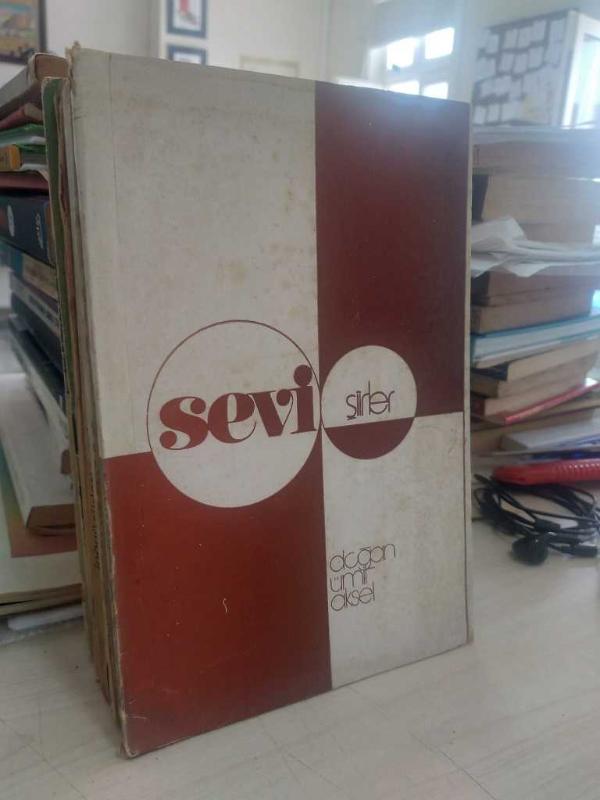 sevi
şiirler
doğan
ümit
aksel